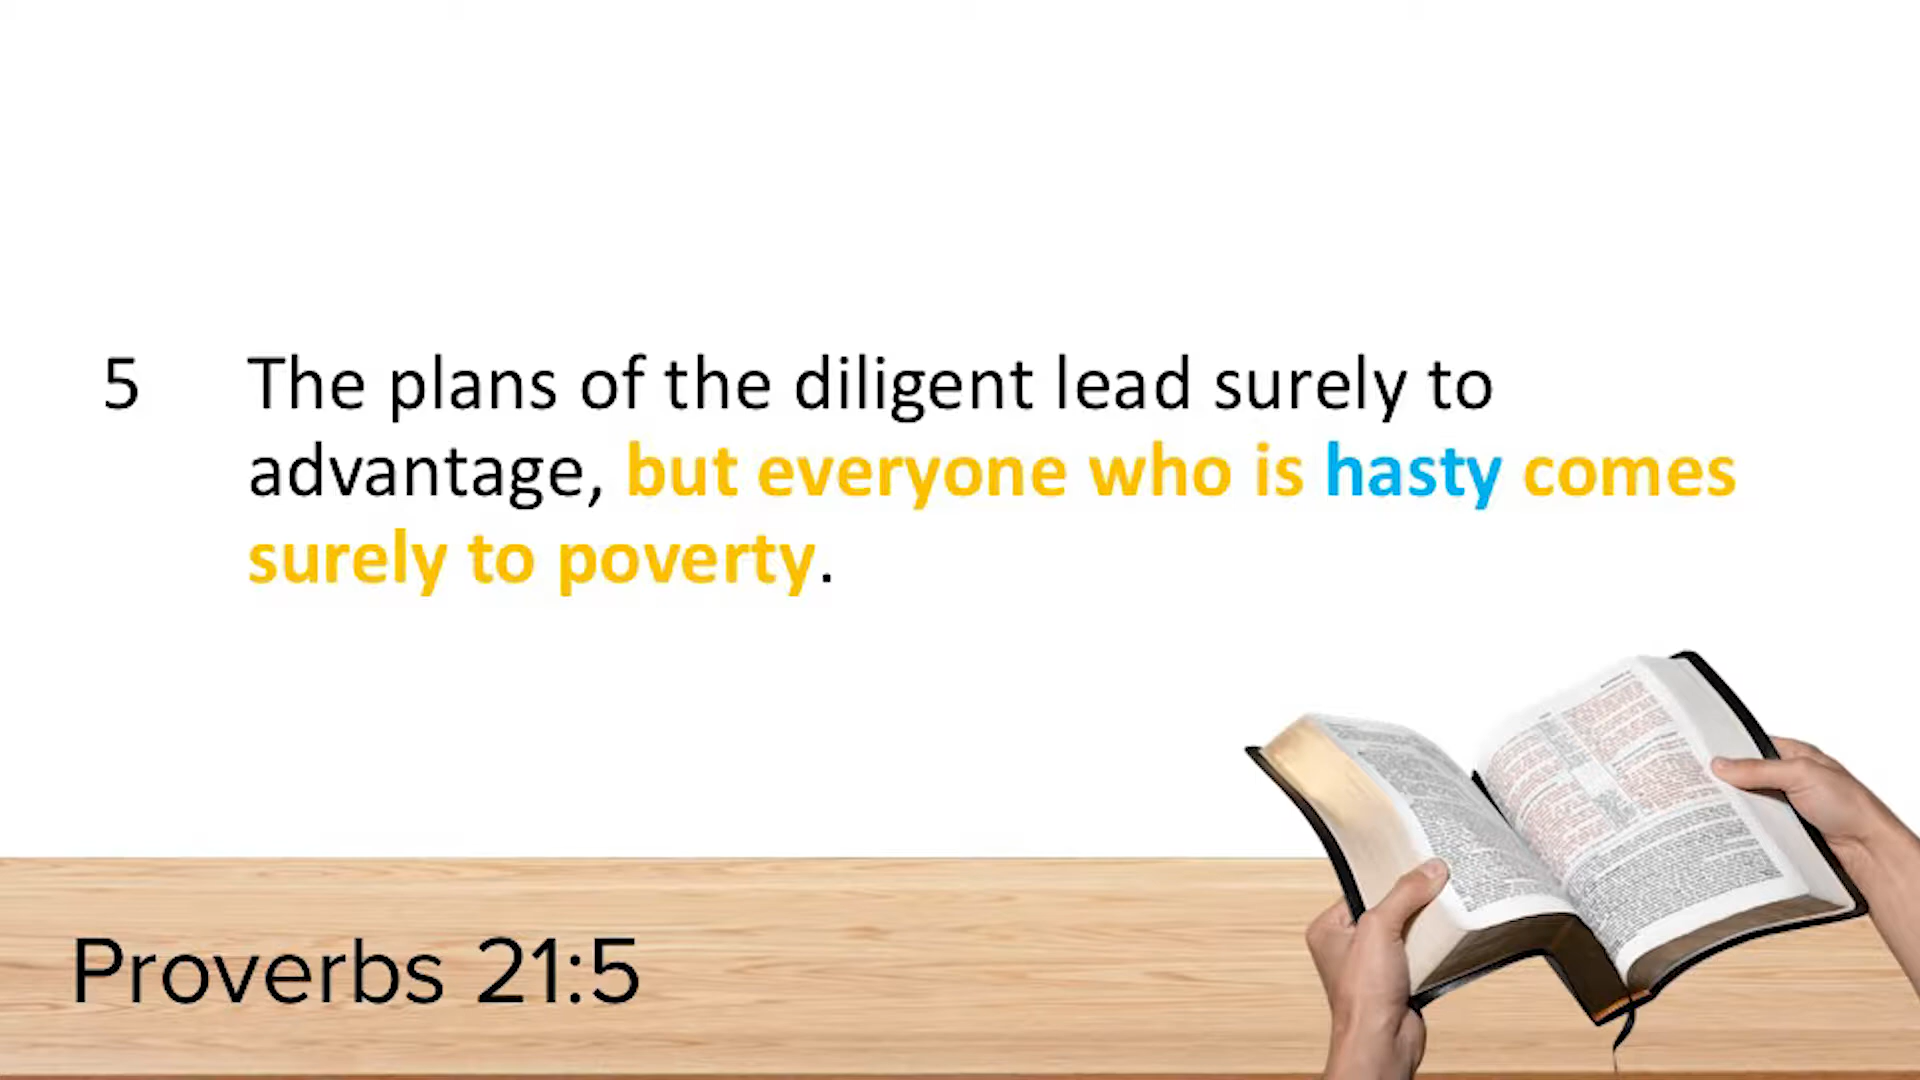 5 The plans of the diligent lead surely to
advantage, but everyone who is hasty comes
surely to poverty.
Proverbs 21:5